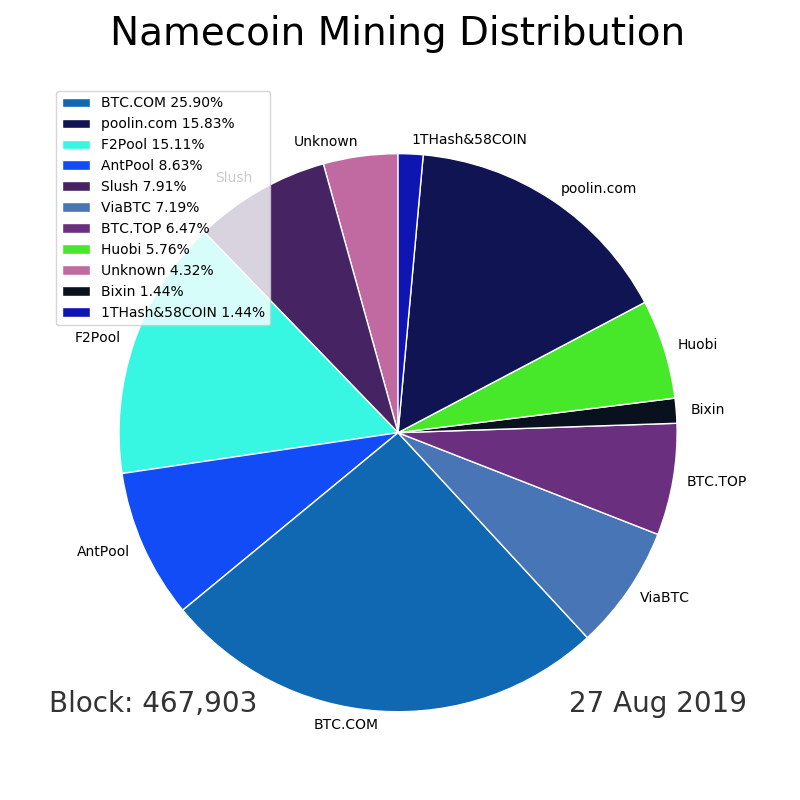 Namecoin Mining Distribution
BTC.COM 25.90%
poolin.com 15.83%
F2Pool 15.11%
AntPool 8.63%
Slush 7.91%
ViaBTC 7.19%
BTC.TOP 6.47%
Huobi 5.76%
Unknown 4.32%
Bixin 1.44%
1THash&58COIN 1.44%
Unknown
1THash&58COIN
Slush
poolin.com
F2Pool
Huobi
Bixin
BTC.TOP
AntPool
ViaBTC
BTC.COM
Block: 467,903
27 Aug 2019